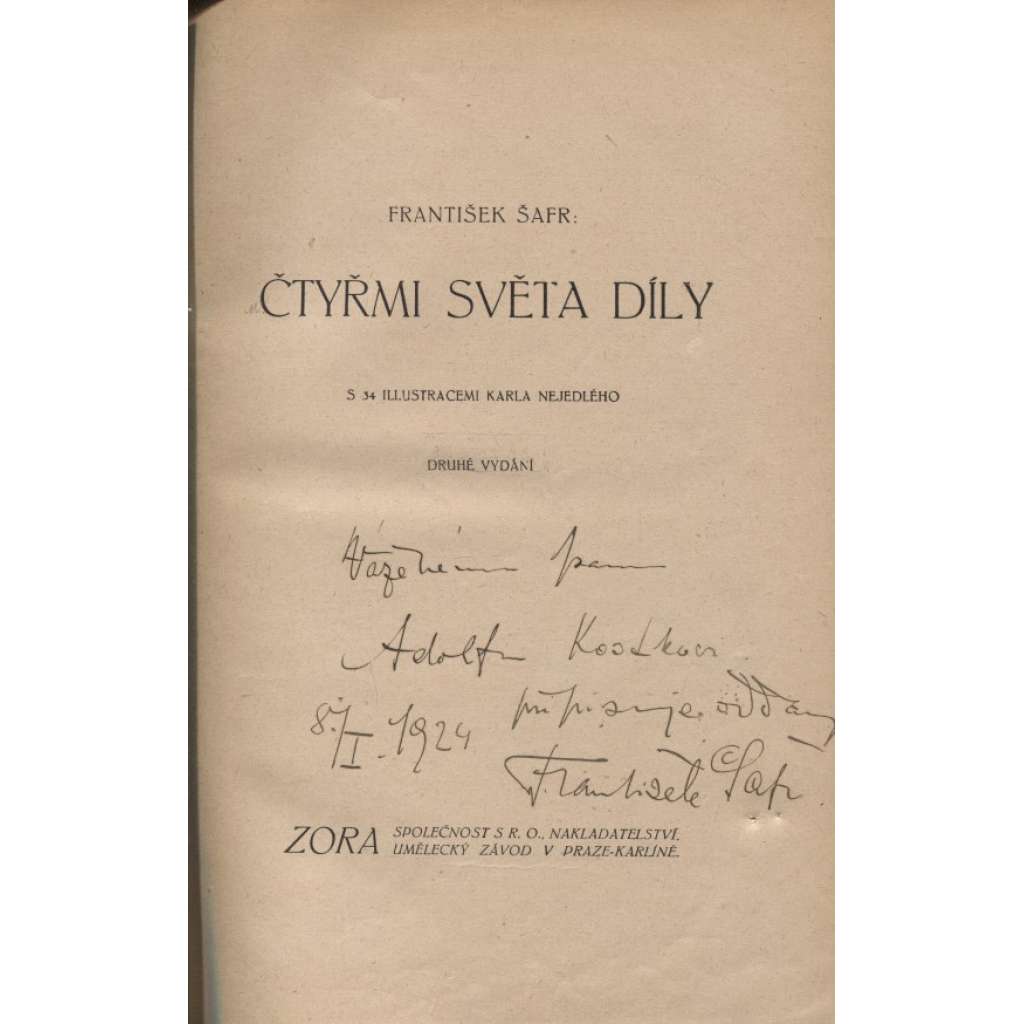 FRANTIŠEK ŠAFR:
ČTYŘMI SVĚTA DÍLY
S 34 ILLUSTRACEMI KARLA NEJEDLÉHO
DRUHÉ VYDÁNÍ
Váženému panu
Adolfu Kostkovi
připisuje oddaný
8./I. 1924
František Šafr
ZORA SPOLEČNOST S R. O., NAKLADATELSTVÍ,
UMĚLECKÝ ZÁVOD V PRAZE-KARLÍNĚ.